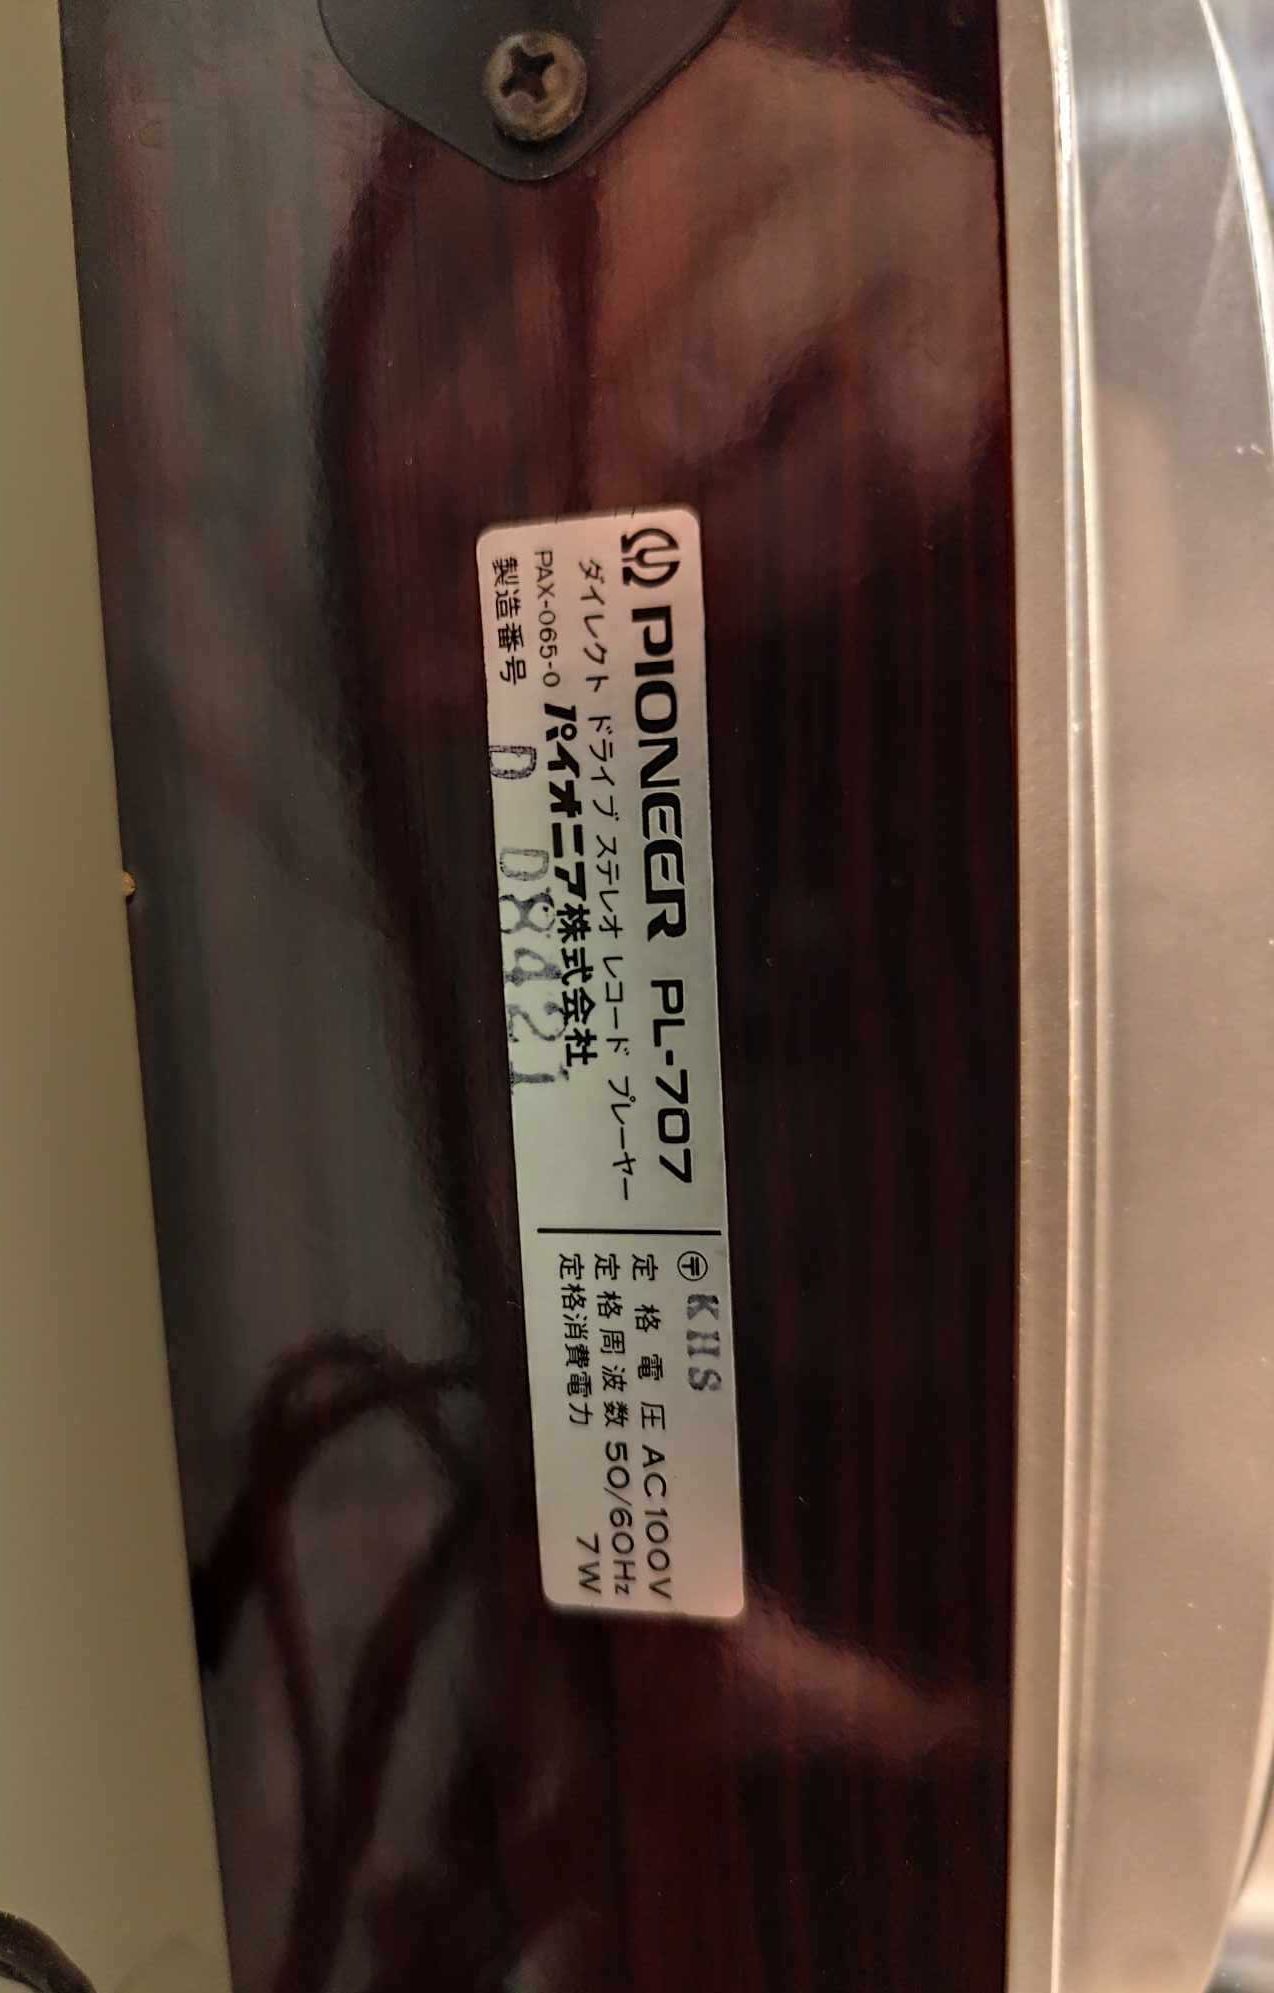 PIONEER PL-707
ダイレクト ドライブ ステレオ レコード プレーヤー
PAX-065-0 パイオニア株式会社
製造番号 D D8421
〒 KIIS
定格電圧 AC100V
定格周波数 50/60Hz
定格消費電力 7W